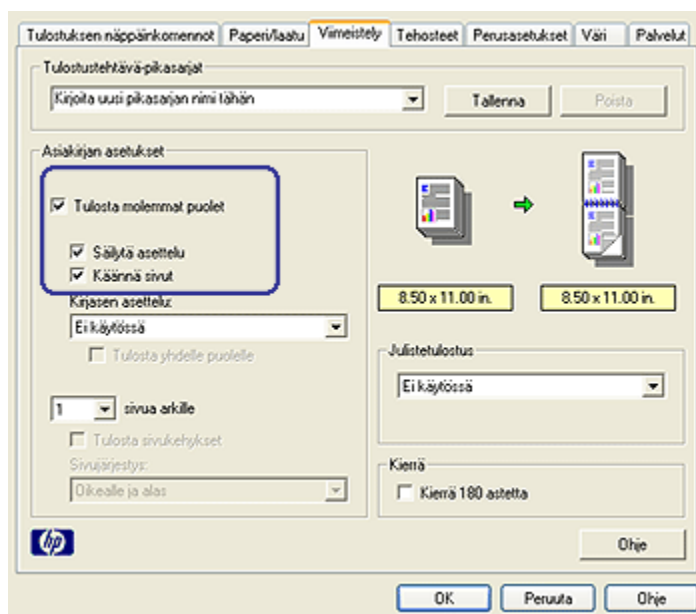 Tulostuksen näppäinkomennot Paperi/laatu Viimeistely Tehosteet Perusasetukset Väri Palvelut
Tulostustehtävä-pikasarjat
Kirjoita uusi pikasarjan nimi tähän
Tallenna
Poista
Asiakirjan asetukset
Tulosta molemmat puolet
Säilytä asettelu
Käännä sivut
Kirjasen asettelu:
Ei käytössä
Tulosta yhdelle puolelle
1 sivua arkille
Tulosta sivukehykset
Sivujärjestys:
Oikealle ja alas
8.50 x 11.00 in.
8.50 x 11.00 in.
Julistetulostus
Ei käytössä
Kierrä
Kierrä 180 astetta
hp
Ohje
OK
Peruuta
Ohje